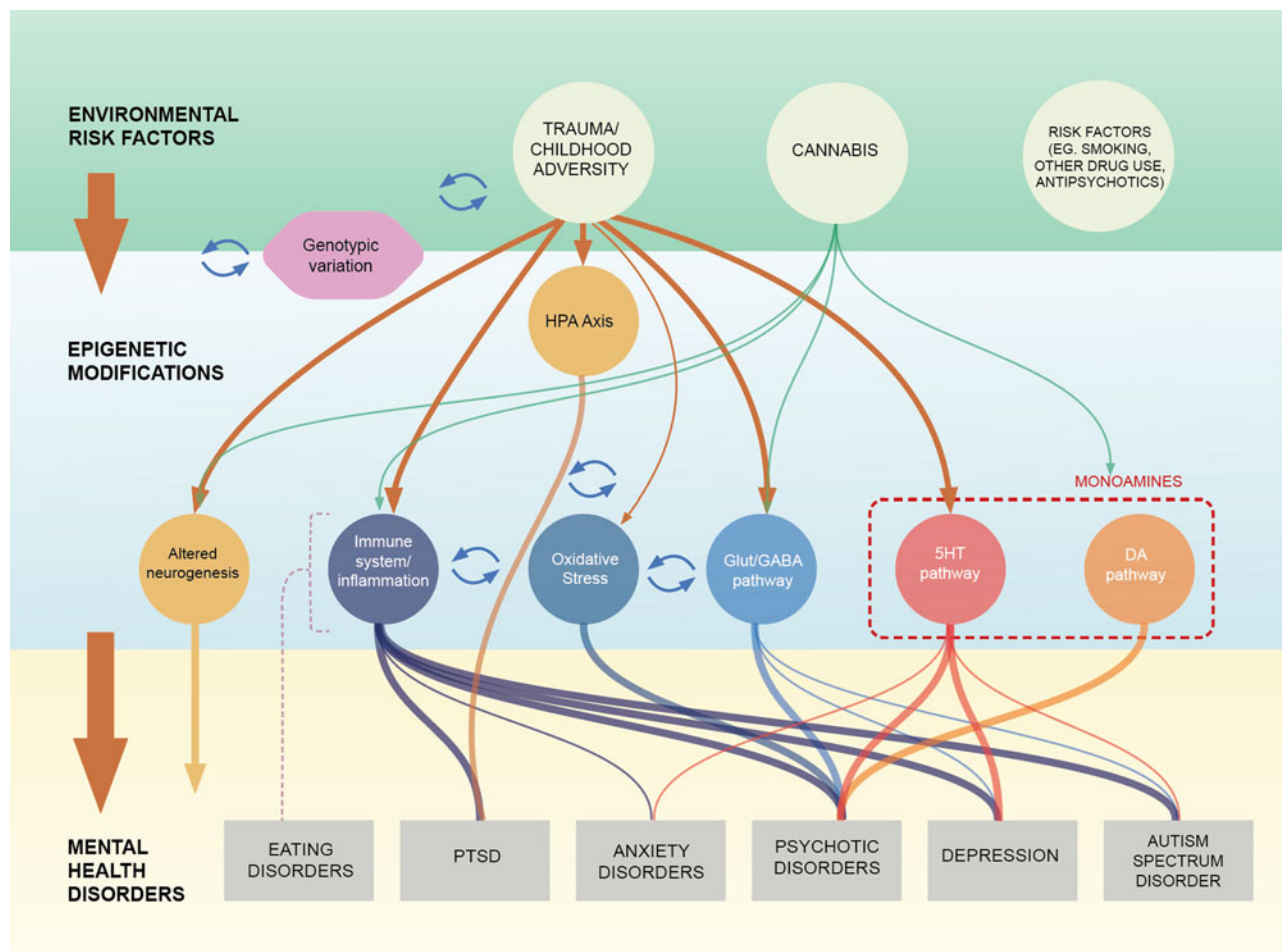 ENVIRONMENTAL
RISK FACTORS
TRAUMA/
CHILDHOOD
ADVERSITY
CANNABIS
RISK FACTORS
(EG. SMOKING,
OTHER DRUG USE,
ANTIPSYCHOTICS)
Genotypic
variation
HPA Axis
EPIGENETIC
MODIFICATIONS
MONOAMINES
Altered
neurogenesis
Immune
system/
inflammation
Oxidative
Stress
Glut/GABA
pathway
5HT
pathway
DA
pathway
MENTAL
HEALTH
DISORDERS
EATING
DISORDERS
PTSD
ANXIETY
DISORDERS
PSYCHOTIC
DISORDERS
DEPRESSION
AUTISM
SPECTRUM
DISORDER